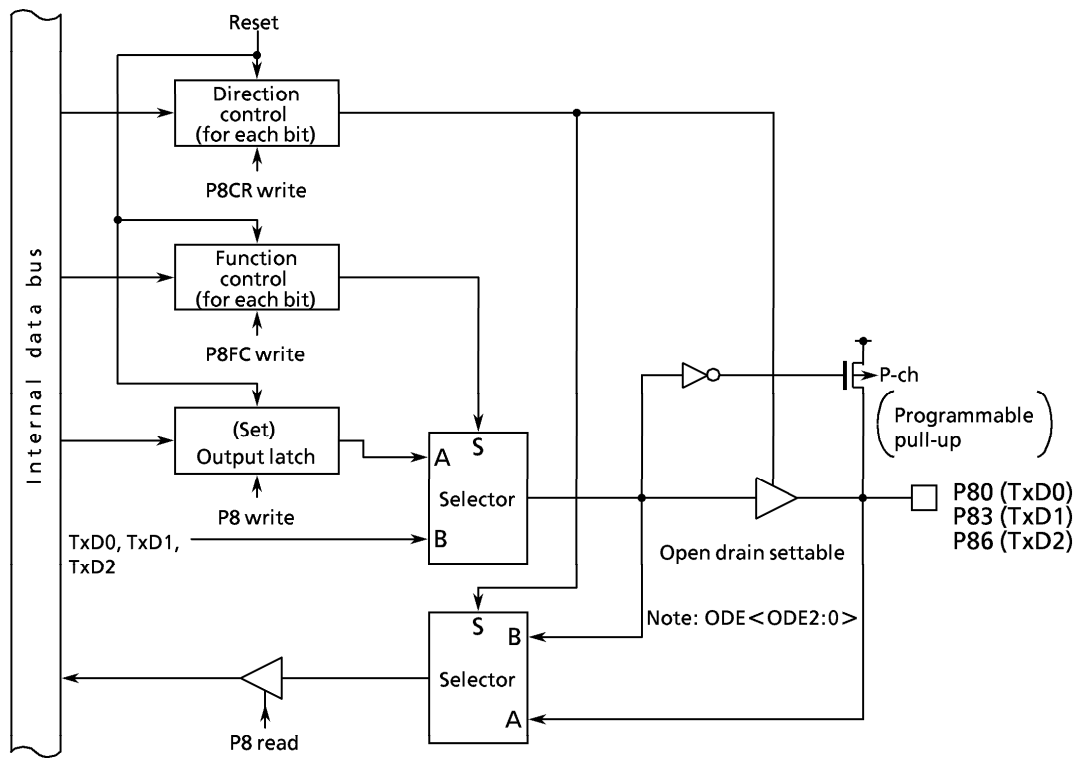 Reset
Direction
control
(for each bit)
P8CR write
Internal data bus
Function
control
(for each bit)
P8FC write
P-ch
(Programmable
pull-up)
(Set)
Output latch
S
A
Selector
B
P8 write
TxD0, TxD1,
TxD2
P80 (TxD0)
P83 (TxD1)
P86 (TxD2)
Open drain settable
Note: ODE<ODE2:0>
S
B
Selector
A
P8 read